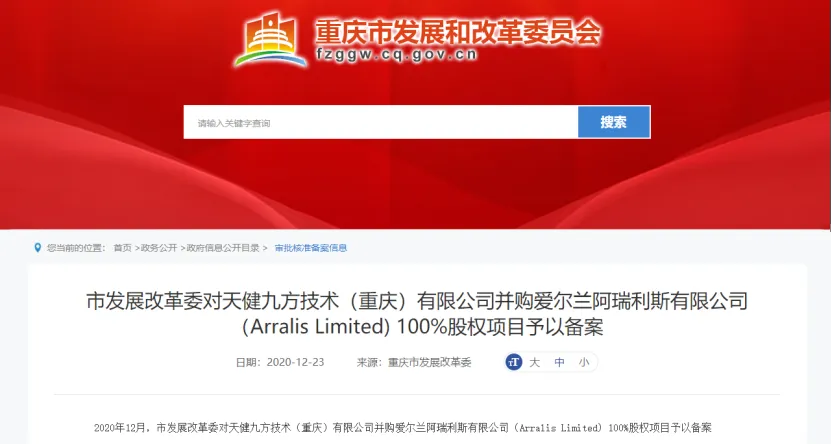 重庆市发展和改革委员会
fzggw.cq.gov.cn
请输入关键字查询
搜索
您当前的位置： 首页 >政务公开 >政府信息公开目录 > 审批核准备案信息
市发展改革委对天健九方技术（重庆）有限公司并购爱尔兰阿瑞利斯有限公司
（Arralis Limited) 100%股权项目予以备案
日期：2020-12-23 来源：重庆市发展改革委 тT 大 中 小
2020年12月，市发展改革委对天健九方技术（重庆）有限公司并购爱尔兰阿瑞利斯有限公司（Arralis Limited) 100%股权项目予以备案